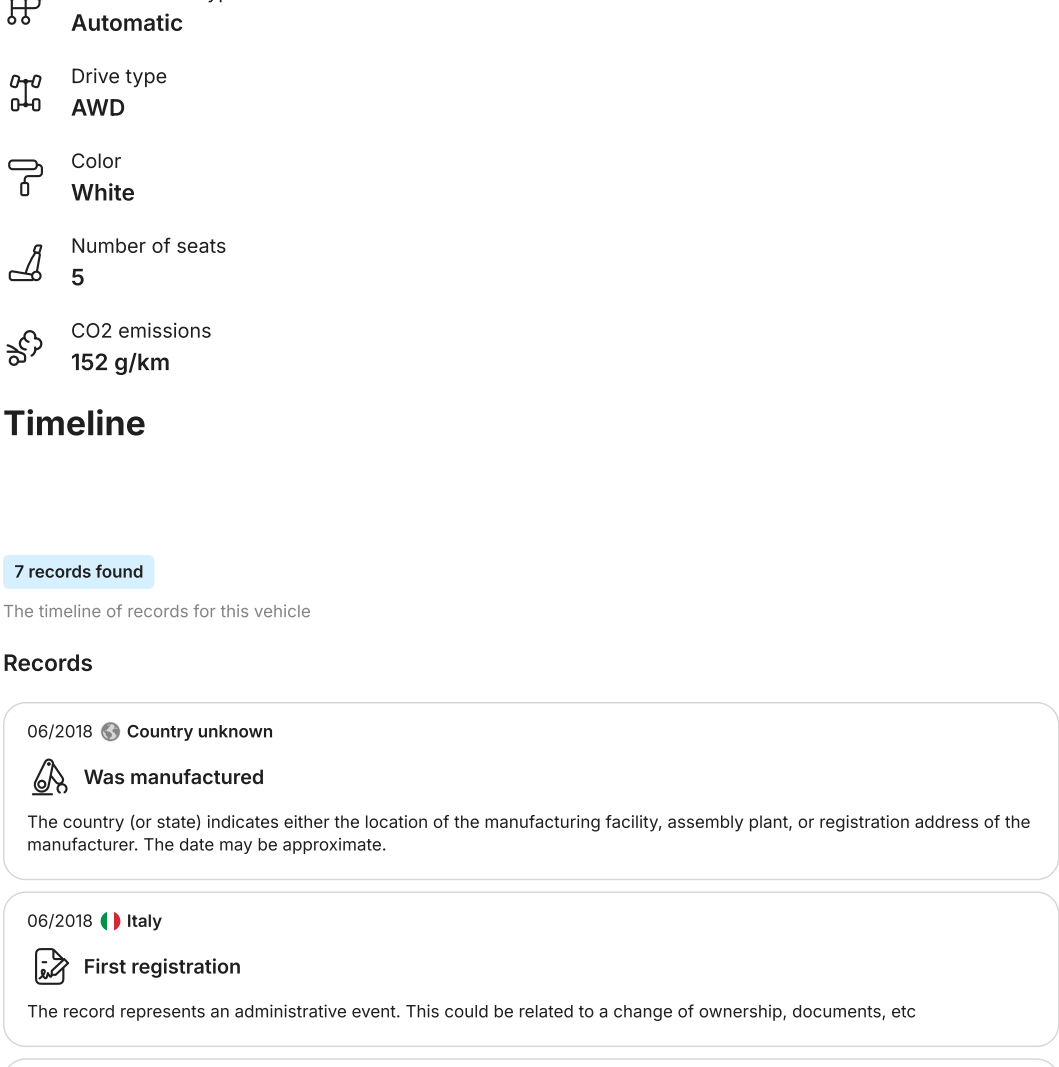 Automatic
Drive type
AWD
Color
White
Number of seats
5
CO2 emissions
152 g/km
Timeline
7 records found
The timeline of records for this vehicle
Records
06/2018 Country unknown
Was manufactured
The country (or state) indicates either the location of the manufacturing facility, assembly plant, or registration address of the
manufacturer. The date may be approximate.
06/2018 Italy
First registration
The record represents an administrative event. This could be related to a change of ownership, documents, etc